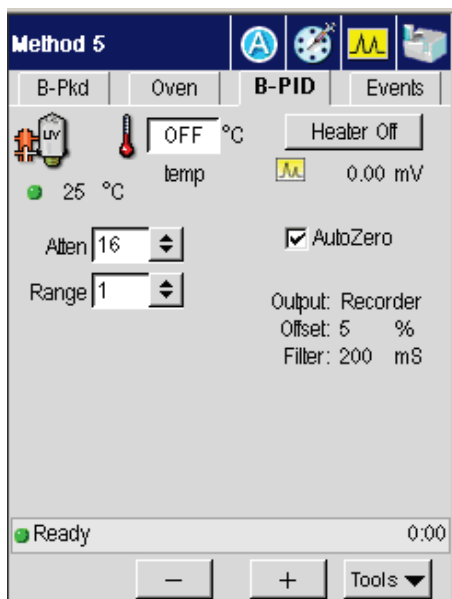 Method 5
B-Pkd Oven B-PID Events
UV OFF °C Heater Off
temp 0.00 mV
25 °C
Atten 16 AutoZero
Range 1
Output: Recorder
Offset: 5 %
Filter: 200 mS
Ready 0:00
− + Tools